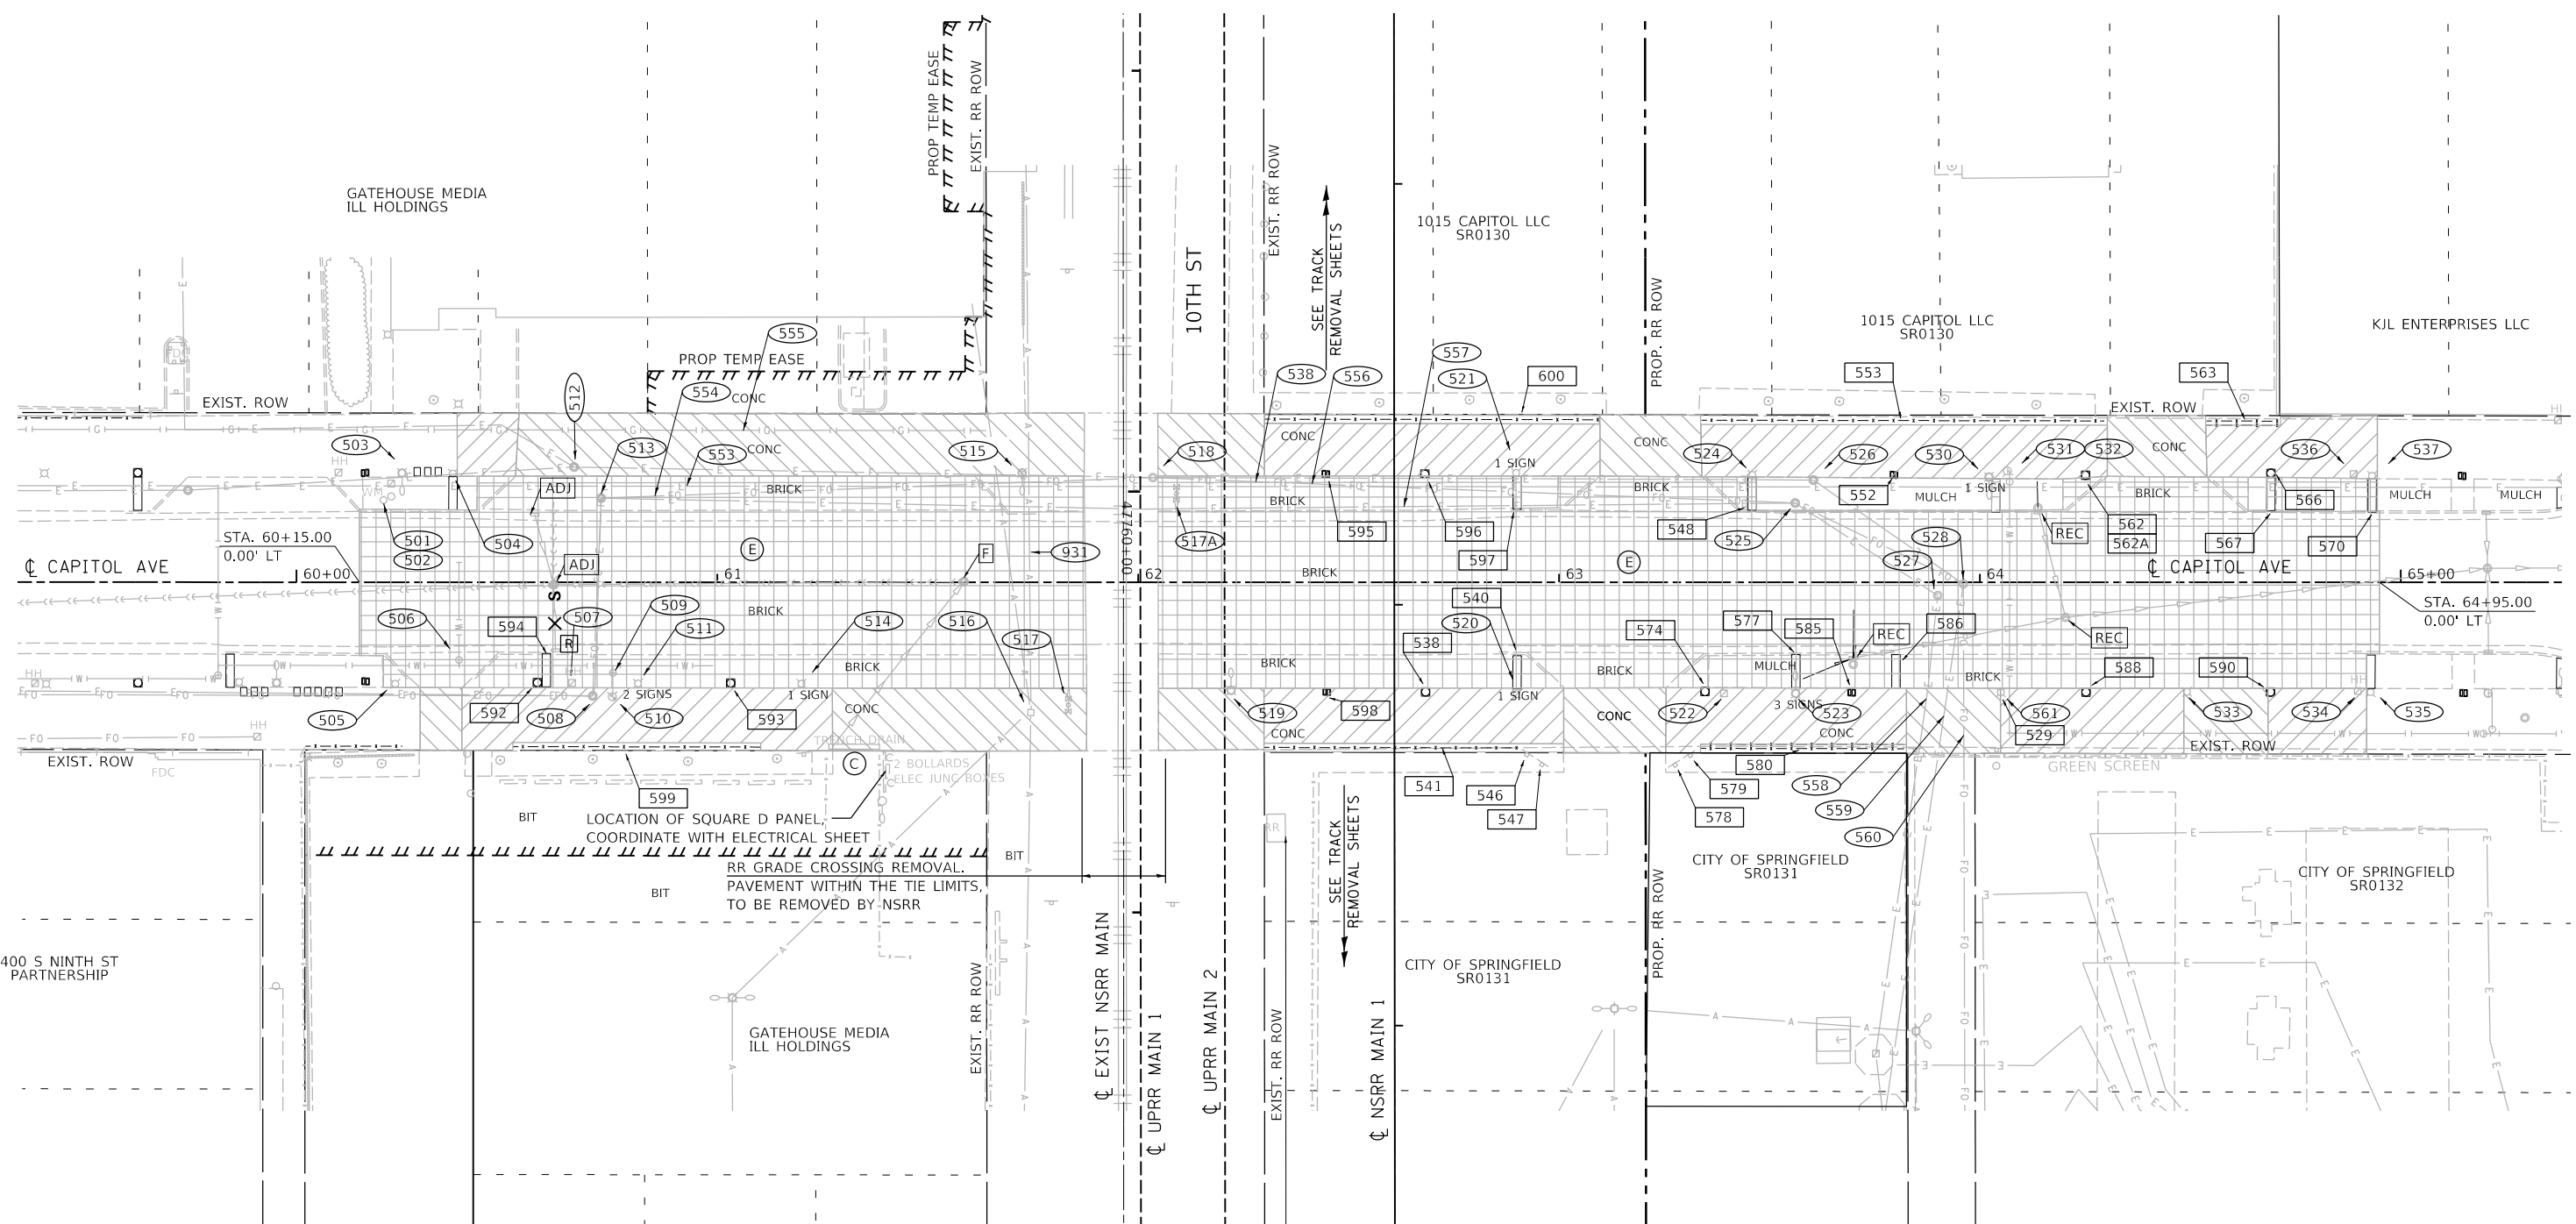 PROP TEMP EASE
EXIST. RR ROW
GATEHOUSE MEDIA
ILL HOLDINGS
10TH ST
EXIST. RR ROW
SEE TRACK
REMOVAL SHEETS
1015 CAPITOL LLC
SR0130
PROP. RR ROW
1015 CAPITOL LLC
SR0130
KJL ENTERPRISES LLC
PROP TEMP EASE
555
554
512
CONC
EXIST. ROW
538
556
557
521
600
553
563
EXIST. ROW
503
513
553
CONC
515
518
CONC
1 SIGN
CONC
524
526
530
531
532
CONC
536
537
HH
WM
ADJ
BRICK
BRICK
BRICK
552
MULCH
1 SIGN
BRICK
566
MULCH
MULCH
STA. 60+15.00
0.00' LT
501
502
504
E
F
931
47760+00
517A
595
596
597
548
525
E
527
528
REC
562
562A
567
570
℄ CAPITOL AVE
60+00
ADJ
61
62
BRICK
63
64
℄ CAPITOL AVE
65+00
STA. 64+95.00
0.00' LT
S
506
594
507
R
509
511
BRICK
514
516
517
540
520
538
574
577
585
REC
586
REC
BRICK
BRICK
BRICK
MULCH
BRICK
588
590
HH
505
592
508
2 SIGNS
510
593
1 SIGN
CONC
519
598
CONC
1 SIGN
CONC
522
3 SIGNS
523
CONC
561
529
533
534
535
HH
HH
EXIST. ROW
FDC
EXIST. ROW
TRENCH DRAIN
C
2 BOLLARDS
ELEC JUNC BOXES
599
541
546
547
580
579
578
558
559
560
GREEN SCREEN
BIT
LOCATION OF SQUARE D PANEL,
COORDINATE WITH ELECTRICAL SHEET
BIT
RR GRADE CROSSING REMOVAL.
PAVEMENT WITHIN THE TIE LIMITS,
TO BE REMOVED BY NSRR
BIT
RR
SEE TRACK
REMOVAL SHEETS
CITY OF SPRINGFIELD
SR0131
CITY OF SPRINGFIELD
SR0132
400 S NINTH ST
PARTNERSHIP
CITY OF SPRINGFIELD
SR0131
GATEHOUSE MEDIA
ILL HOLDINGS
EXIST. RR ROW
℄ EXIST NSRR MAIN
℄ UPRR MAIN 1
℄ UPRR MAIN 2
EXIST. RR ROW
℄ NSRR MAIN 1
PROP. RR ROW